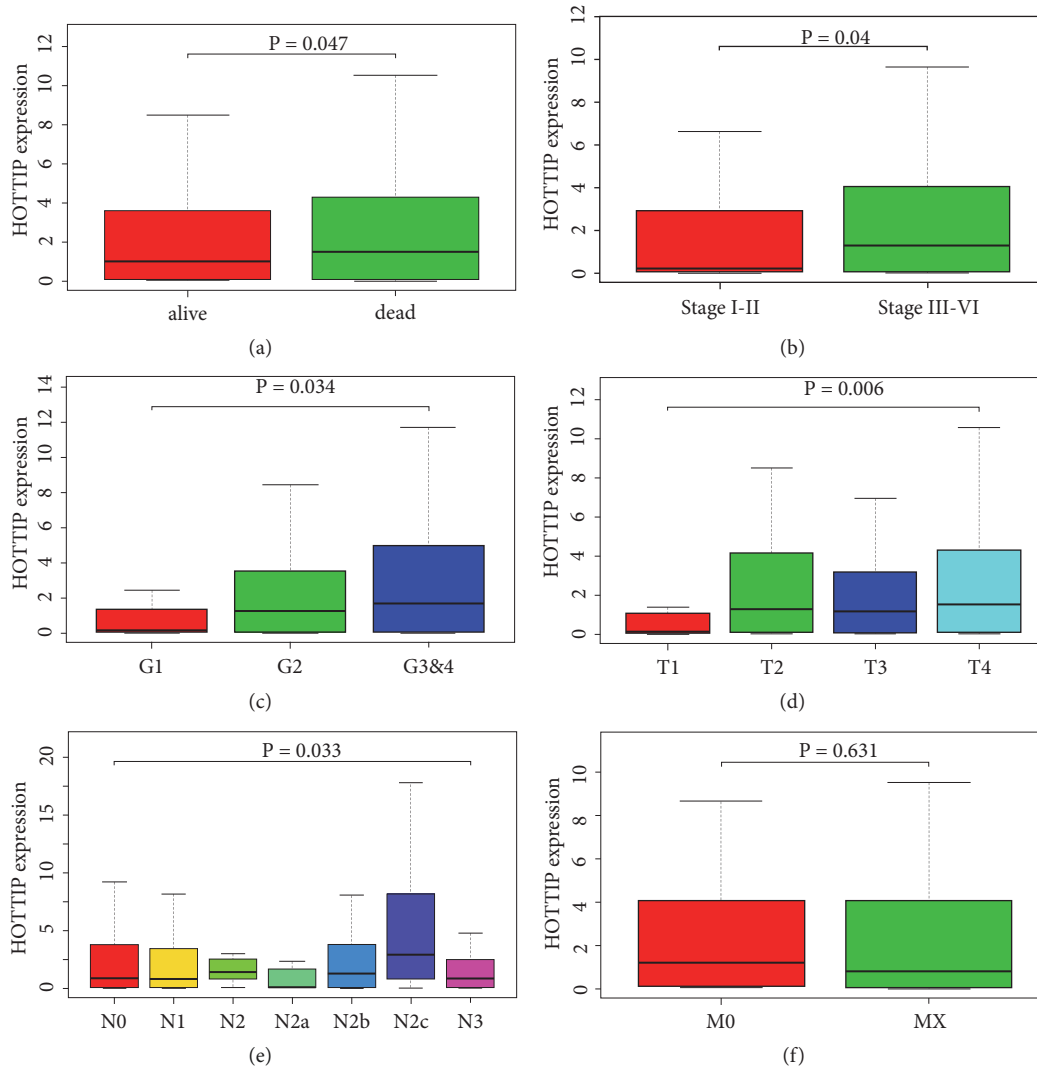 P = 0.047
HOTTIP expression
0 2 4 6 8 10 12
alive dead
(a)
P = 0.04
HOTTIP expression
0 2 4 6 8 10 12
Stage I-II Stage III-VI
(b)
P = 0.034
HOTTIP expression
0 2 4 6 8 10 12 14
G1 G2 G3&4
(c)
P = 0.006
HOTTIP expression
0 2 4 6 8 10 12
T1 T2 T3 T4
(d)
P = 0.033
HOTTIP expression
0 5 10 15 20
N0 N1 N2 N2a N2b N2c N3
(e)
P = 0.631
HOTTIP expression
0 2 4 6 8 10
M0 MX
(f)